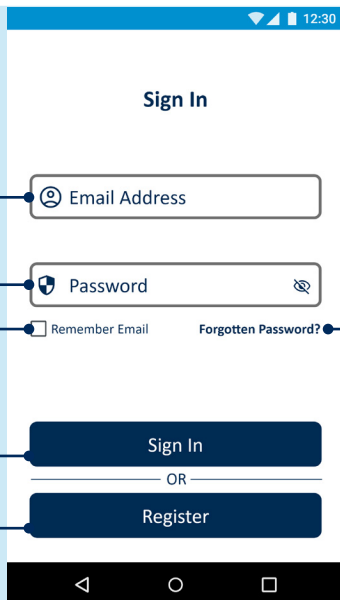 12:30
Sign In
Email Address
Password
Remember Email Forgotten Password?
Sign In
OR
Register